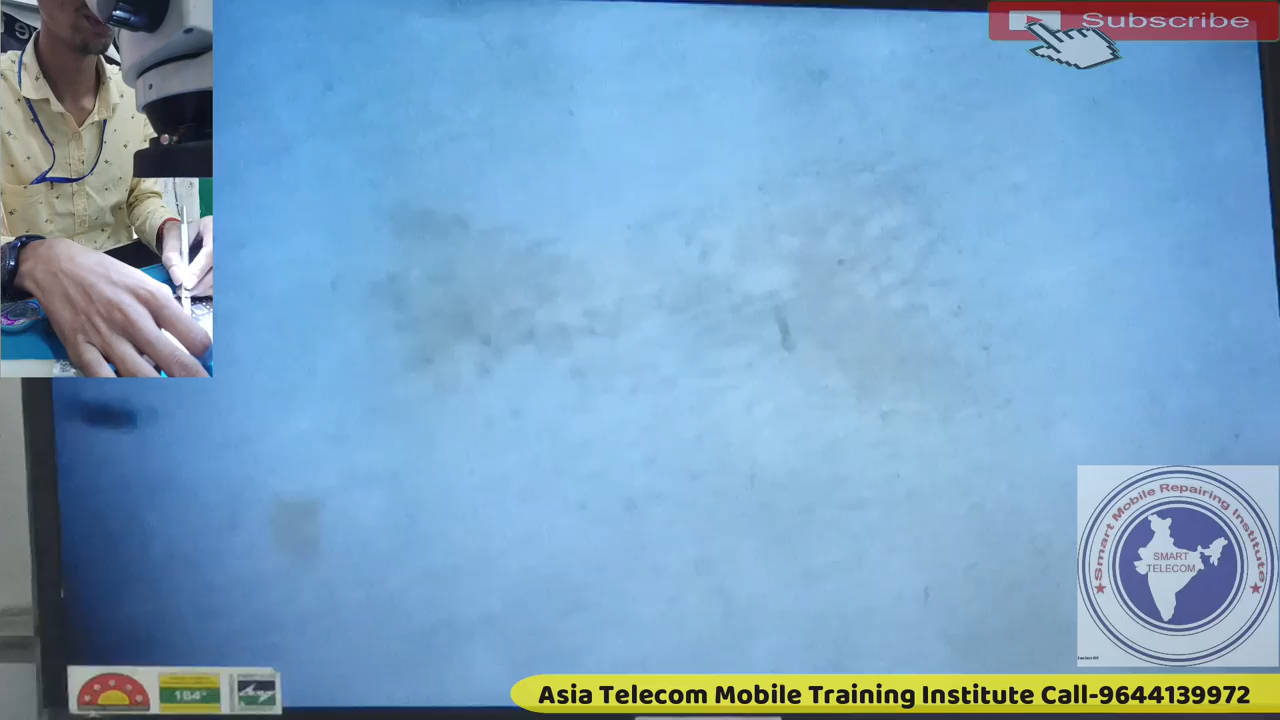 Subscribe
Smart Mobile Repairing Institute
SMART
TELECOM
184
Asia Telecom Mobile Training Institute Call-9644139972